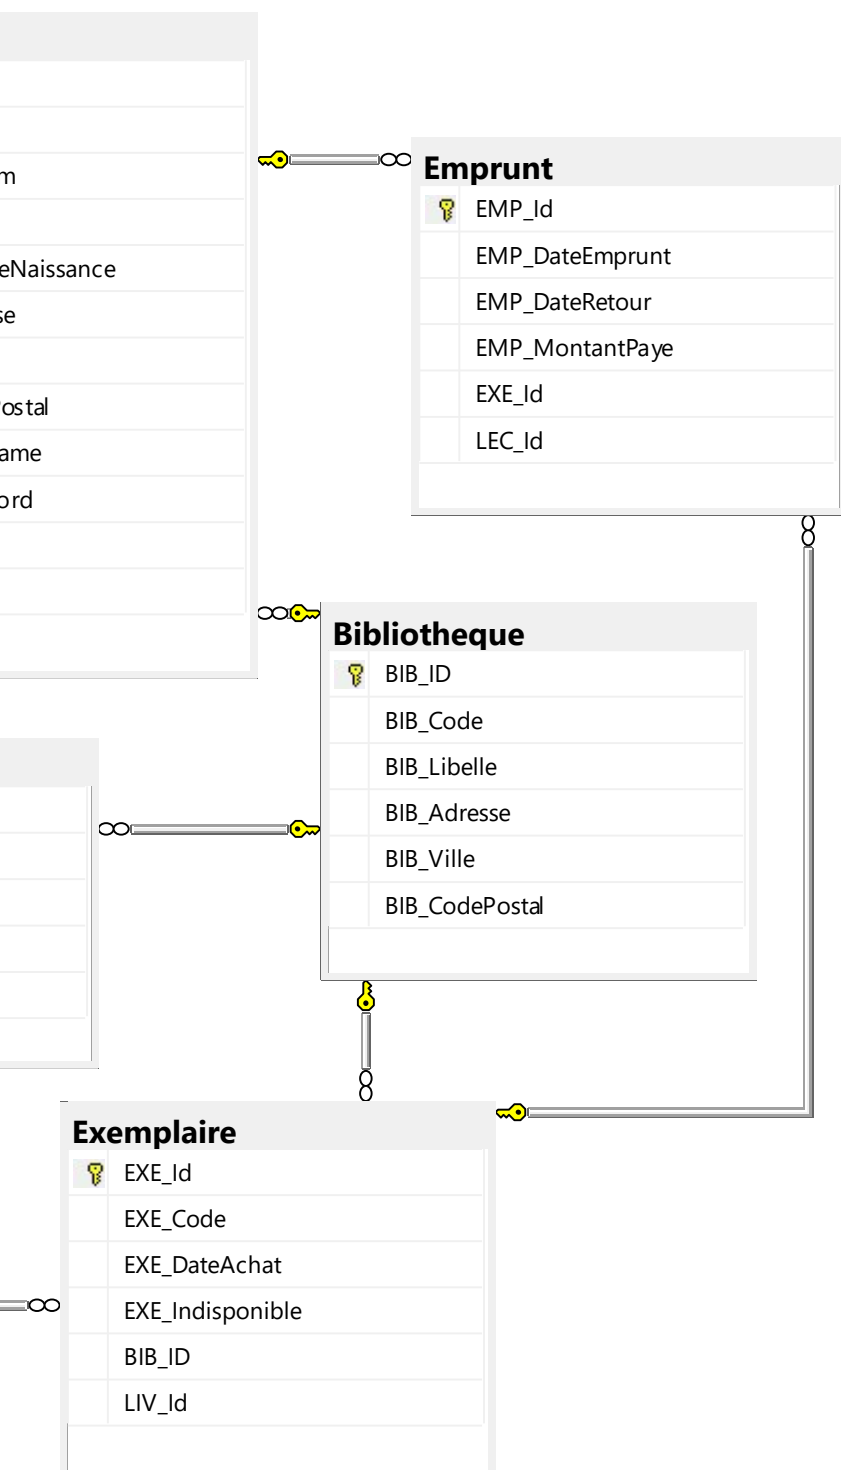 m
eNaissance
se
ostal
ame
ord
Emprunt
EMP_Id
EMP_DateEmprunt
EMP_DateRetour
EMP_MontantPaye
EXE_Id
LEC_Id
Bibliotheque
BIB_ID
BIB_Code
BIB_Libelle
BIB_Adresse
BIB_Ville
BIB_CodePostal
Exemplaire
EXE_Id
EXE_Code
EXE_DateAchat
EXE_Indisponible
BIB_ID
LIV_Id